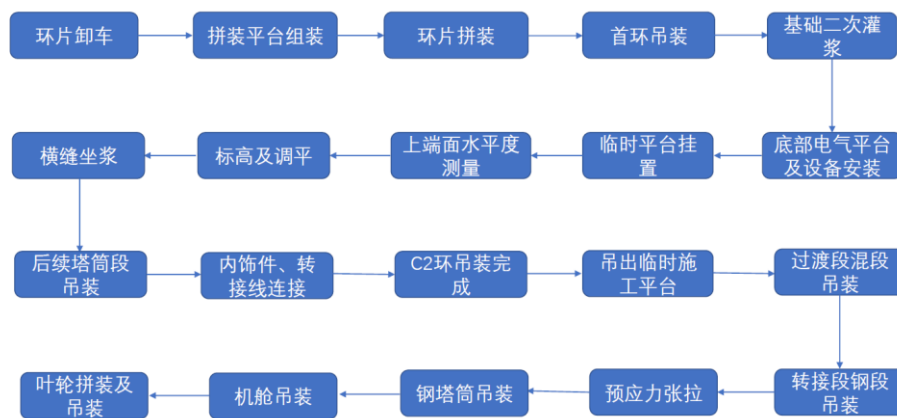 环片卸车
拼装平台组装
环片拼装
首环吊装
基础二次灌
浆
底部电气平台
及设备安装
临时平台挂
置
上端面水平度
测量
标高及调平
横缝坐浆
后续塔筒段
吊装
内饰件、转
接线连接
C2环吊装完
成
吊出临时施
工平台
过渡段混段
吊装
转接段钢段
吊装
预应力张拉
钢塔筒吊装
机舱吊装
叶轮拼装及
吊装